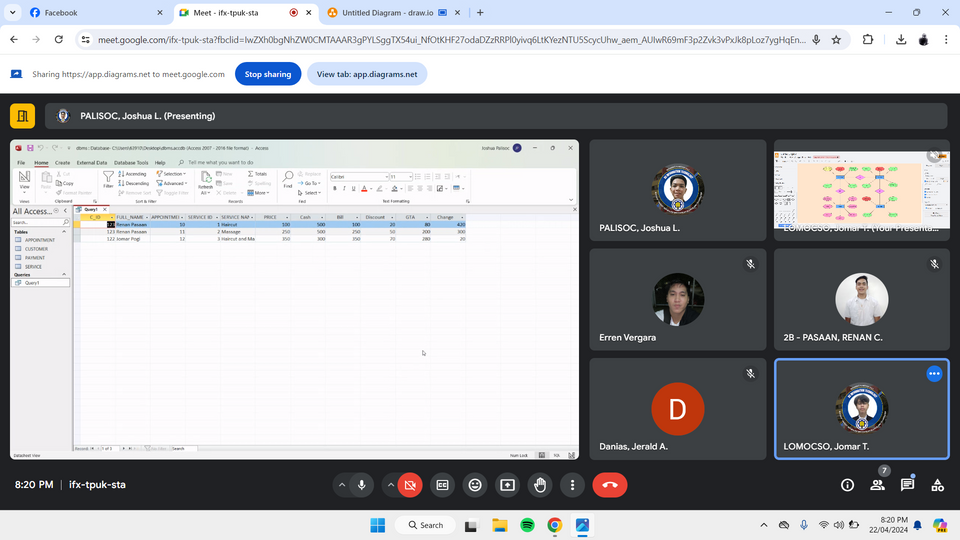 Facebook
Meet - ifx-tpuk-sta
Untitled Diagram - draw.io
meet.google.com/ifx-tpuk-sta?fbclid=
Sharing https://app.diagrams.net to meet.google.com
Stop sharing
View tab: app.diagrams.net
PALISOC, Joshua L. (Presenting)
dbms : Database- C:\Users\KIRITO\Desktop\dbms.accdb (Access 2007 - 2016 file format) - Access
Joshua Palisoc
File Home Create External Data Database Tools Help Tell me what you want to do
View
Paste
Cut
Copy
Format Painter
Filter
Ascending
Descending
Remove Sort
Selection
Advanced
Toggle Filter
Refresh
All
New
Save
Delete
Totals
Spelling
More
Find
Go To
Select
Calibri 11
Views Clipboard Sort & Filter Records Find Text Formatting
All Access...
Search...
Tables
APPOINTMENT
CUSTOMER
PAYMENT
SERVICE
Queries
Query1
Query1
C_ID FULL_NAME APPOINTMEI SERVICE ID SERVICE NAM PRICE Cash Bill Discount GTA Change
Renan Pasaan 10 1 Haircut 100 500 100 20 80 420
123 Renan Pasaan 11 2 Massage 250 500 250 50 200 300
122 Jomar Pogi 12 3 Haircut and Ma 350 300 350 70 280 20
Record: 1 of 3 Search
Datasheet View
Num Lock
PALISOC, Joshua L.
LOMOCSO, Jomar T. (Your Presenta
Erren Vergara
2B - PASAAN, RENAN C.
D
Danias, Jerald A.
LOMOCSO, Jomar T.
8:20 PM | ifx-tpuk-sta
7
Search
8:20 PM
22/04/2024